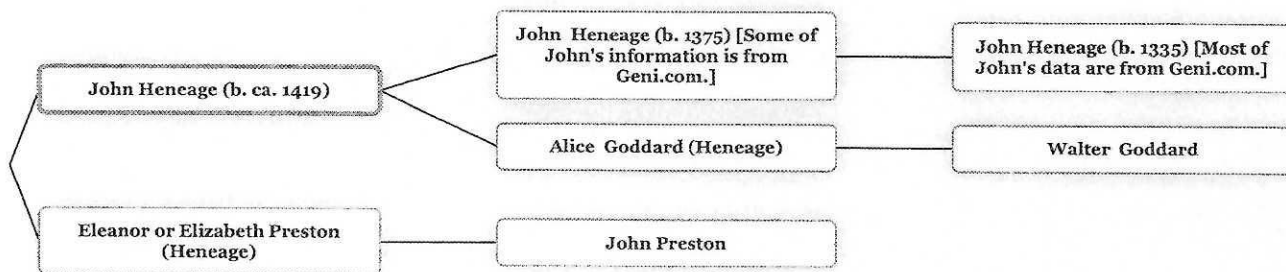 John Heneage (b. ca. 1419)
Eleanor or Elizabeth Preston
(Heneage)
John Heneage (b. 1375) [Some of
John's information is from
Geni.com.]
Alice Goddard (Heneage)
John Preston
John Heneage (b. 1335) [Most of
John's data are from Geni.com.]
Walter Goddard